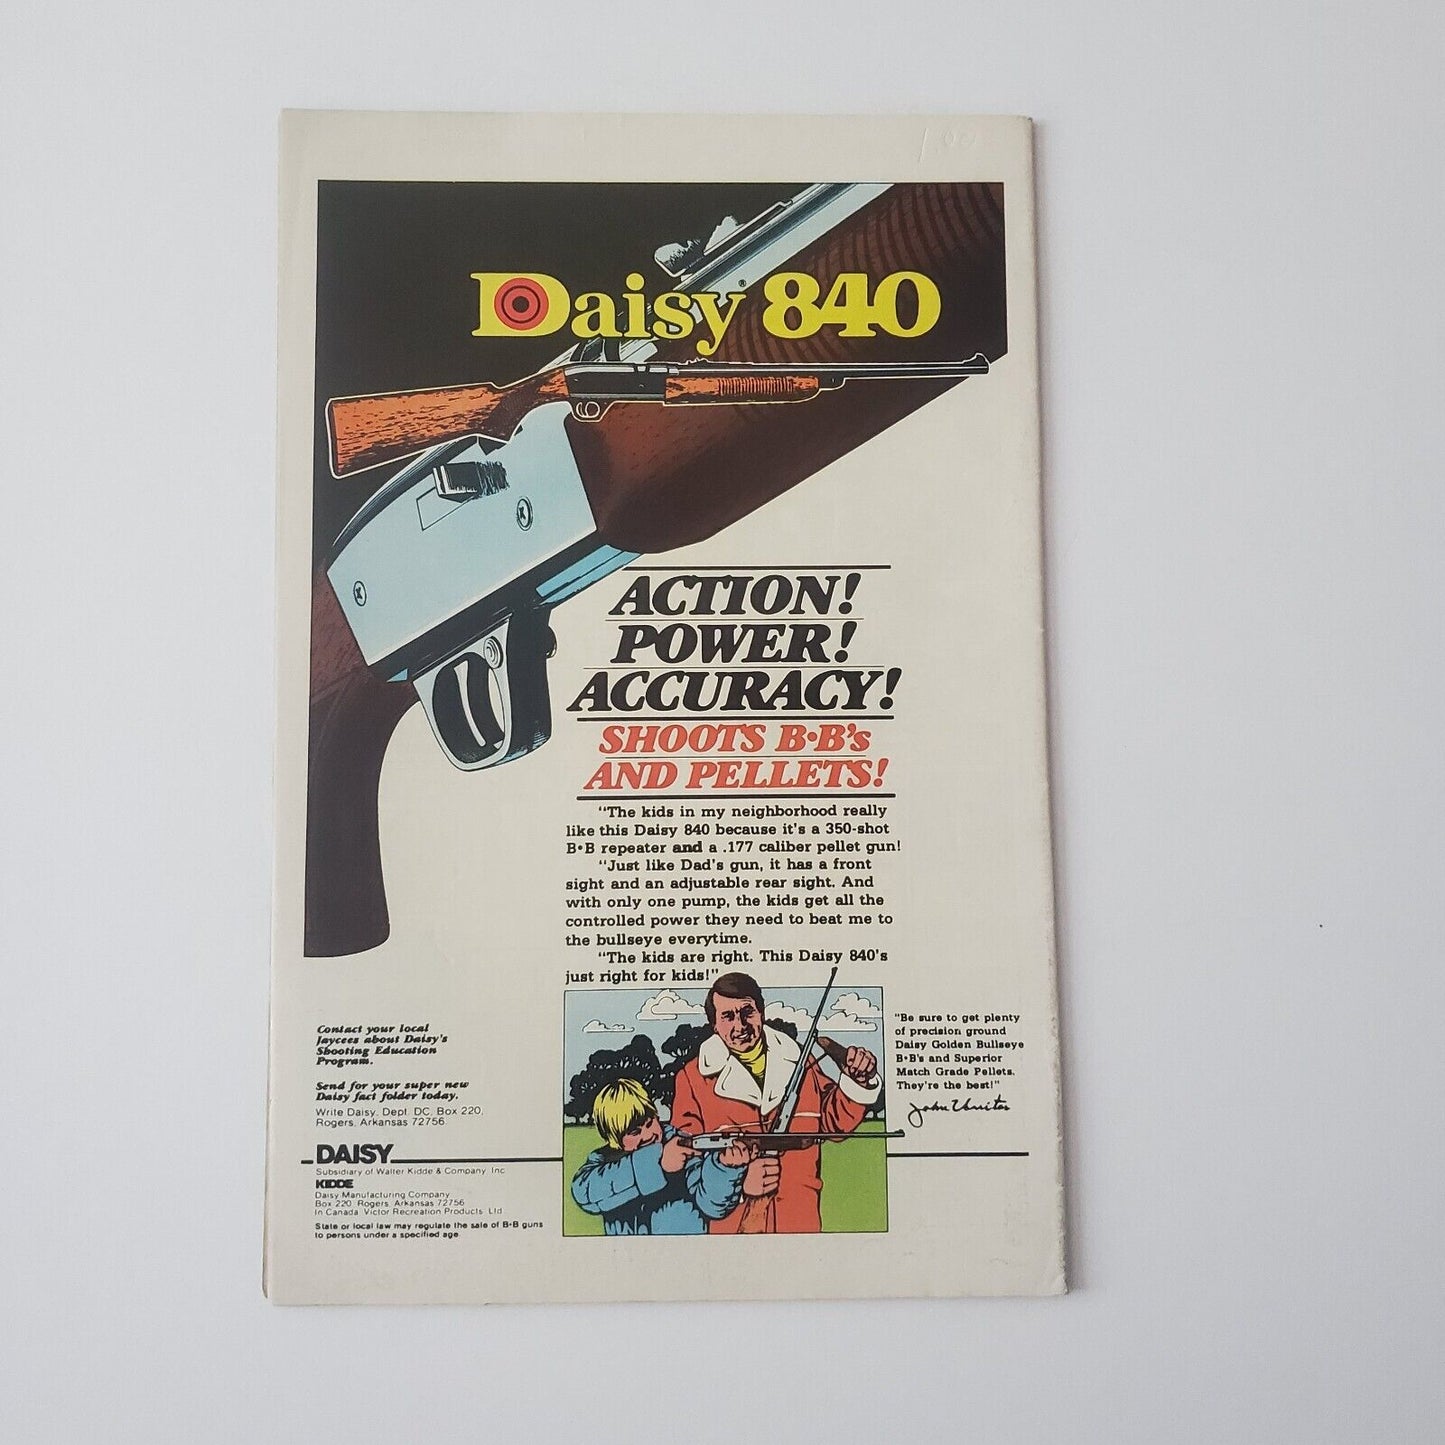 1.00
Daisy® 840
ACTION!
POWER!
ACCURACY!
SHOOTS B•B's
AND PELLETS!
"The kids in my neighborhood really
like this Daisy 840 because it's a 350-shot
B•B repeater and a .177 caliber pellet gun!
"Just like Dad's gun, it has a front
sight and an adjustable rear sight. And
with only one pump, the kids get all the
controlled power they need to beat me to
the bullseye everytime.
"The kids are right. This Daisy 840's
just right for kids!"
"Be sure to get plenty
of precision ground
Daisy Golden Bullseye
B•B's and Superior
Match Grade Pellets.
They're the best!"
John Unitas
Contact your local
Jaycees about Daisy's
Shooting Education
Program.
Send for your super new
Daisy fact folder today.
Write Daisy, Dept. DC, Box 220,
Rogers, Arkansas 72756
DAISY
Subsidiary of Walter Kidde & Company, Inc.
KIDDE
Daisy Manufacturing Company
Box 220, Rogers, Arkansas 72756
In Canada: Victor Recreation Products, Ltd.
State or local law may regulate the sale of B•B guns
to persons under a specified age.